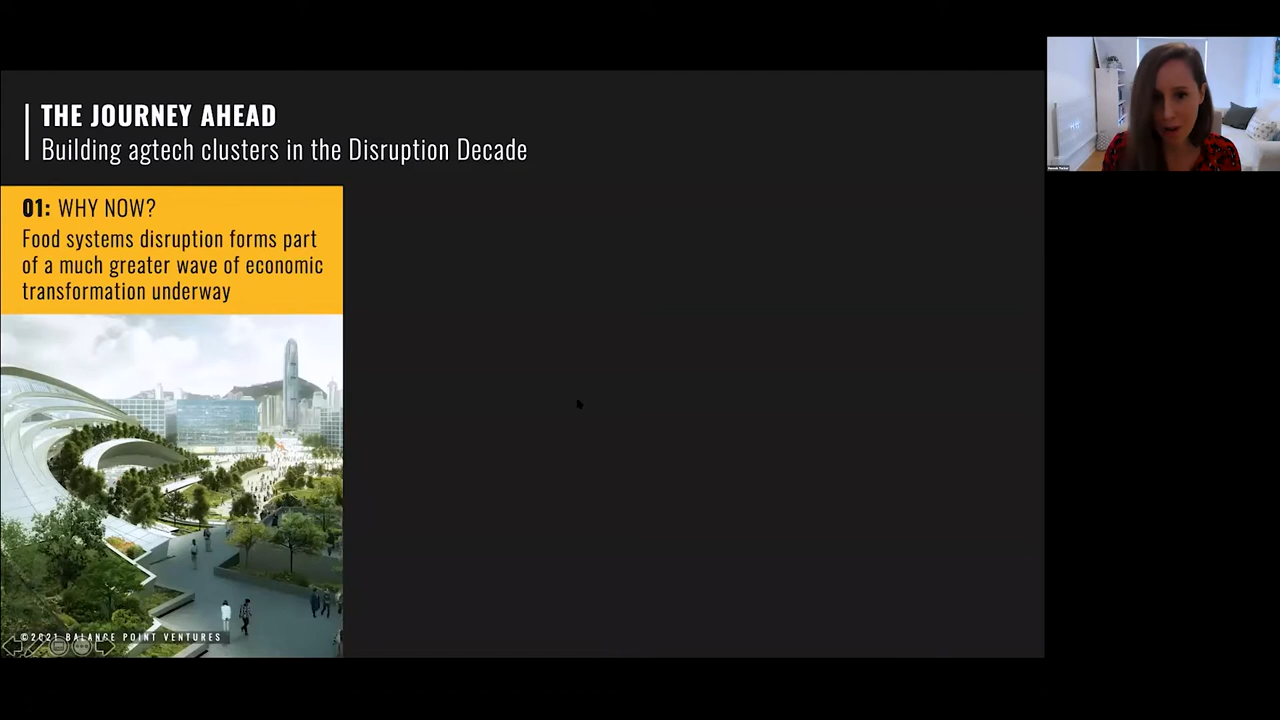 THE JOURNEY AHEAD
Building agtech clusters in the Disruption Decade
01: WHY NOW?
Food systems disruption forms part
of a much greater wave of economic
transformation underway
©2021 BALANCE POINT VENTURES